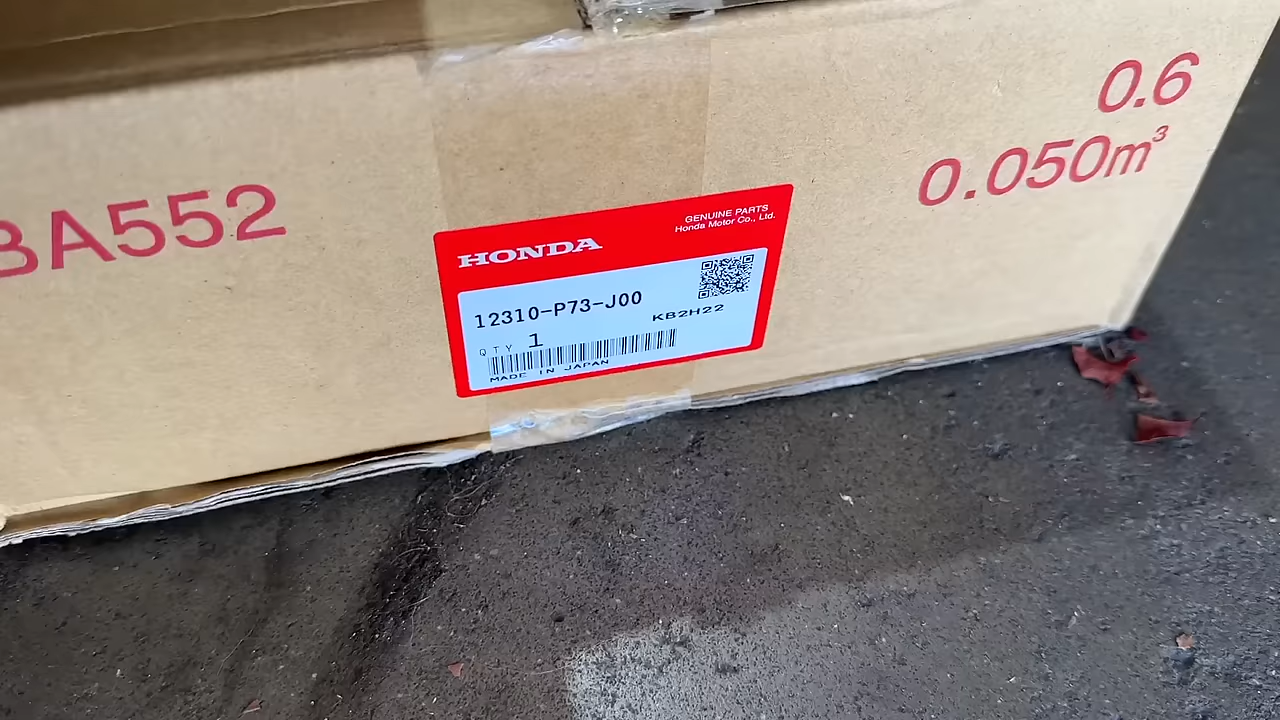 BA552
0.6
0.050m³
HONDA
GENUINE PARTS
Honda Motor Co., Ltd.
12310-P73-J00
KB2H22
QTY 1
MADE IN JAPAN